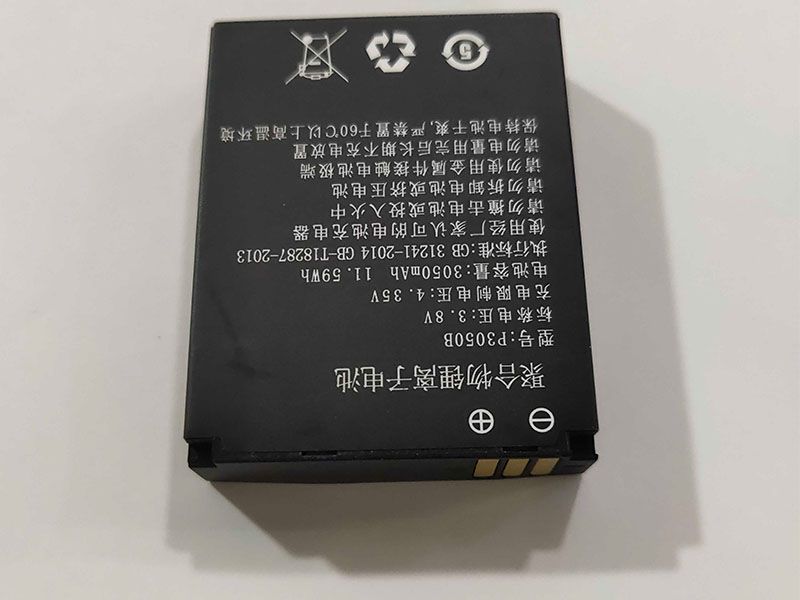 ⊖ ⊕
聚合物锂离子电池
型号:P3050B
标称电压:3.8V
充电限制电压:4.35V
电池容量:3050mAh 11.59Wh
执行标准:GB 31241-2014 GB-T18287-2013
使用经厂家认可的电池充电器
请勿撞击电池或投入火中
请勿拆卸电池或挤压电池
请勿使用金属件接触电池极端
请勿电量用完后长期不充电放置
保持电池干爽,严禁置于60℃以上高温环境
5